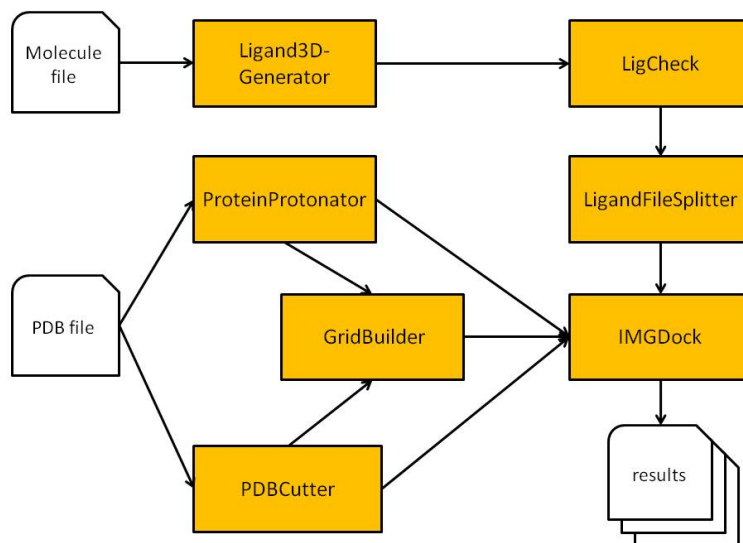 Molecule
file
Ligand3D-
Generator
LigCheck
ProteinProtonator
LigandFileSplitter
PDB file
GridBuilder
IMGDock
PDBCutter
results